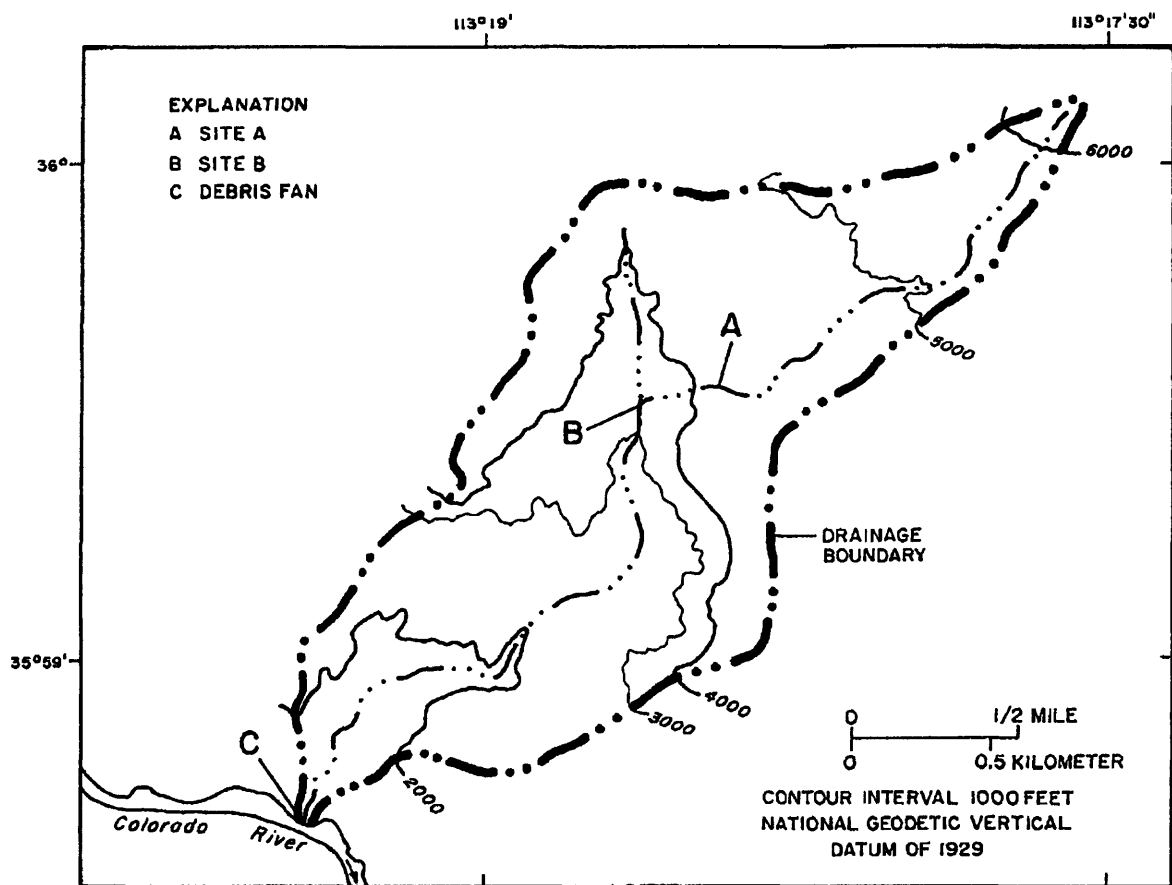 113°19'
113°17'30"
EXPLANATION
A SITE A
B SITE B
C DEBRIS FAN
36°
6000
A
5000
B
DRAINAGE
BOUNDARY
35°59'
4000
3000
C
2000
0 1/2 MILE
0 0.5 KILOMETER
Colorado River
CONTOUR INTERVAL 1000 FEET
NATIONAL GEODETIC VERTICAL
DATUM OF 1929